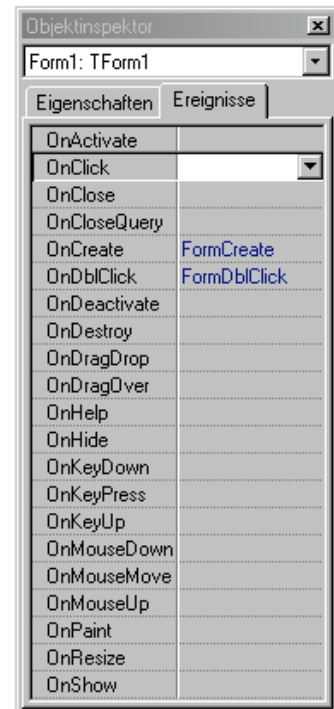 Objektinspektor
Form1: TForm1
Eigenschaften Ereignisse
OnActivate
OnClick
OnClose
OnCloseQuery
OnCreate FormCreate
OnDblClick FormDblClick
OnDeactivate
OnDestroy
OnDragDrop
OnDragOver
OnHelp
OnHide
OnKeyDown
OnKeyPress
OnKeyUp
OnMouseDown
OnMouseMove
OnMouseUp
OnPaint
OnResize
OnShow